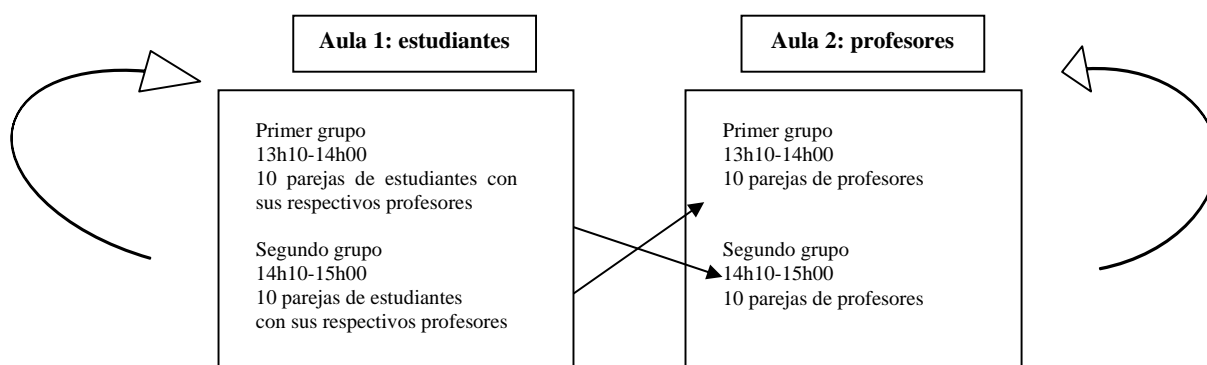 Aula 1: estudiantes
Aula 2: profesores
Primer grupo
13h10-14h00
10 parejas de estudiantes con
sus respectivos profesores
Segundo grupo
14h10-15h00
10 parejas de estudiantes
con sus respectivos profesores
Primer grupo
13h10-14h00
10 parejas de profesores
Segundo grupo
14h10-15h00
10 parejas de profesores